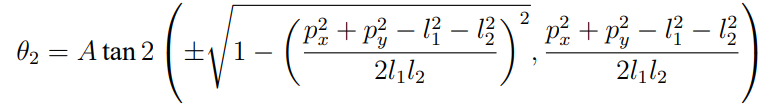 θ₂ = A tan 2 ( ±√(1 − ((p_x² + p_y² − l₁² − l₂²) / (2l₁l₂))²), (p_x² + p_y² − l₁² − l₂²) / (2l₁l₂) )